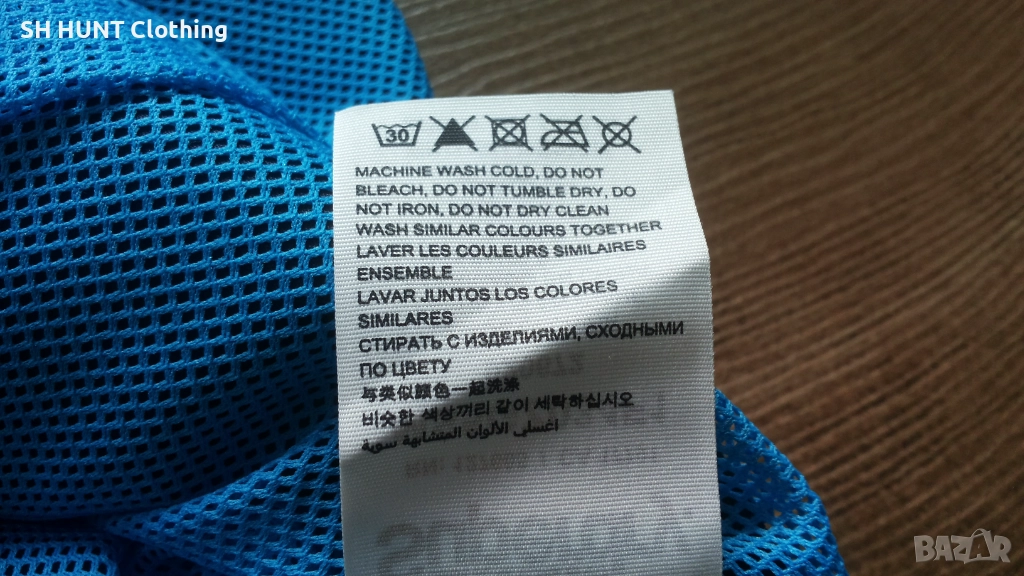 SH HUNT Clothing
30
MACHINE WASH COLD, DO NOT
BLEACH, DO NOT TUMBLE DRY, DO
NOT IRON, DO NOT DRY CLEAN
WASH SIMILAR COLOURS TOGETHER
LAVER LES COULEURS SIMILAIRES
ENSEMBLE
LAVAR JUNTOS LOS COLORES
SIMILARES
СТИРАТЬ С ИЗДЕЛИЯМИ, СХОДНЫМИ
ПО ЦВЕТУ
与类似颜色一起洗涤
비슷한 색상끼리 같이 세탁하십시오
اغسلي الألوان المتشابهة سوية
BAZAR